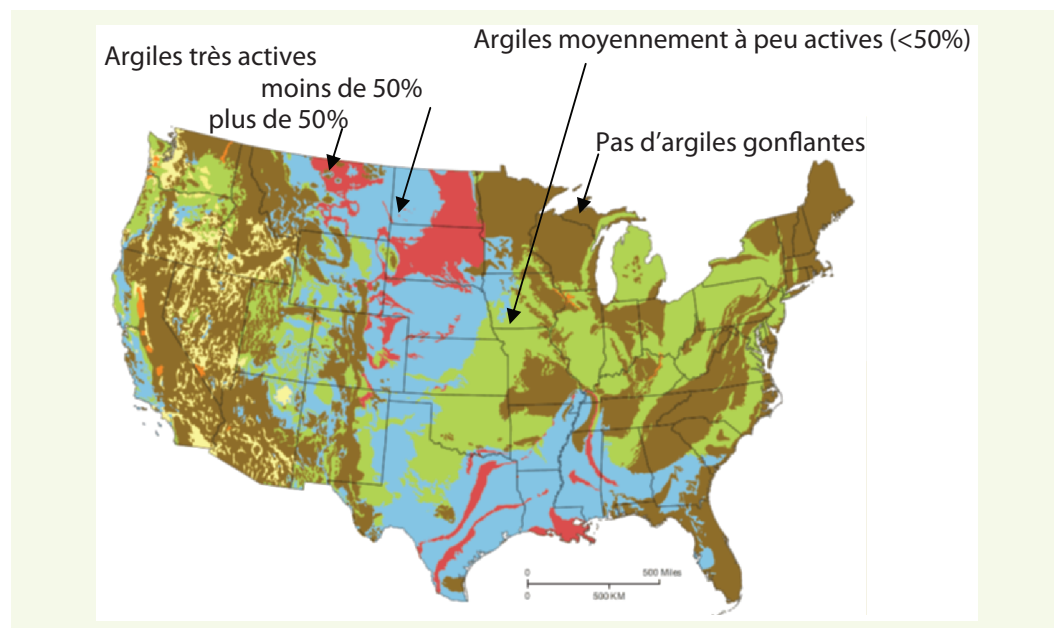 Argiles moyennement à peu actives (<50%)
Argiles très actives
moins de 50%
plus de 50%
Pas d’argiles gonflantes
0 500 Miles
0 500 KM